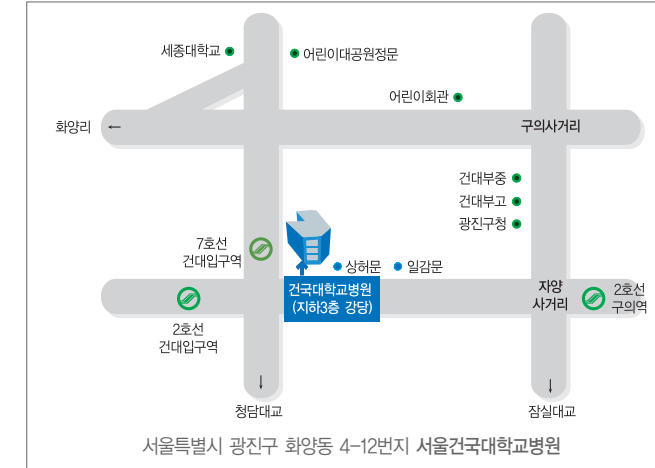 세종대학교
어린이대공원정문
어린이회관
화양리 ←
구의사거리
건대부중
건대부고
광진구청
7호선
건대입구역
상허문
일감문
건국대학교병원
(지하3층 강당)
자양
사거리
2호선
구의역
2호선
건대입구역
↓
청담대교
↓
잠실대교
서울특별시 광진구 화양동 4-12번지 서울건국대학교병원